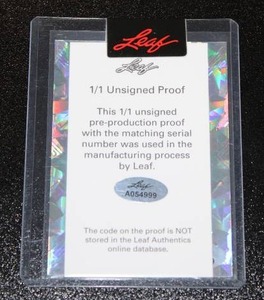 Leaf
Leaf
1/1 Unsigned Proof
This 1/1 unsigned
pre-production proof
with the matching serial
number was used in the
manufacturing process
by Leaf.
Leaf
A054999
The code on the proof is NOT
stored in the Leaf Authentics
online database.